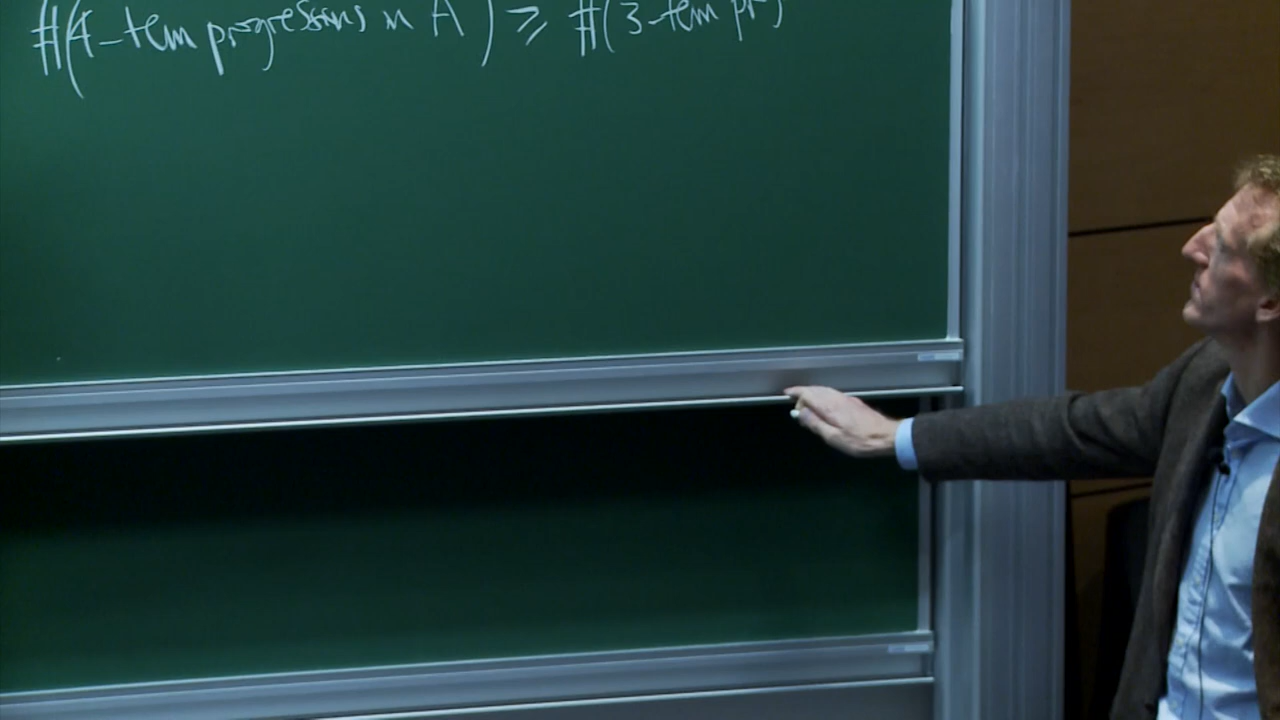 #(4-term progressions in A) ≥ #(3-term pr)